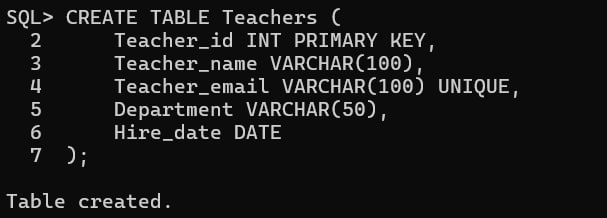 SQL> CREATE TABLE Teachers (
  2      Teacher_id INT PRIMARY KEY,
  3      Teacher_name VARCHAR(100),
  4      Teacher_email VARCHAR(100) UNIQUE,
  5      Department VARCHAR(50),
  6      Hire_date DATE
  7  );

Table created.